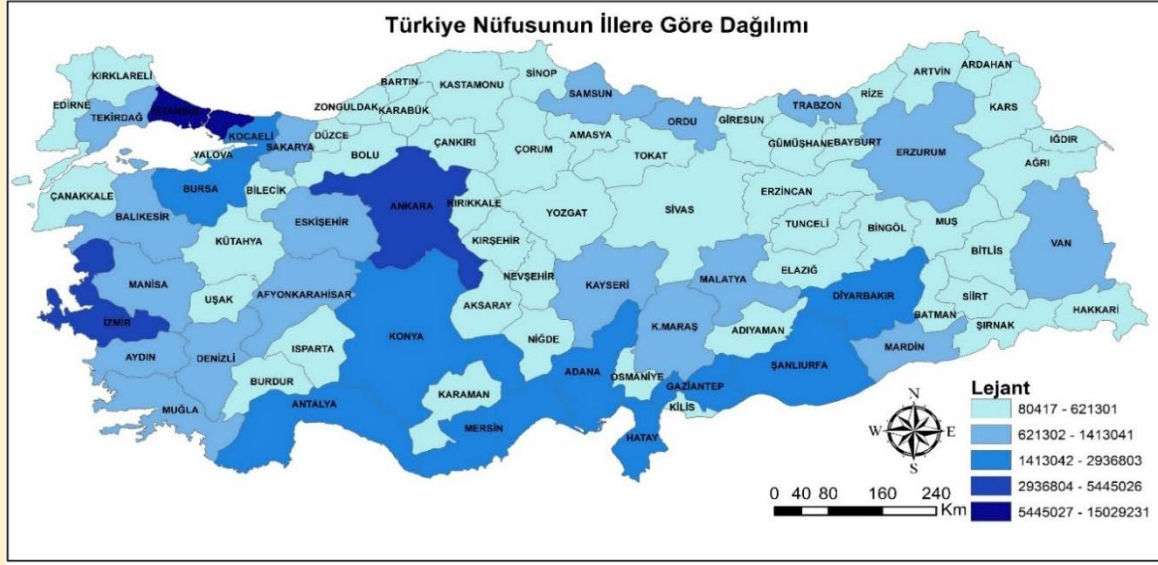 Türkiye Nüfusunun İllere Göre Dağılımı
KIRKLARELİ
EDİRNE
TEKİRDAĞ
İSTANBUL
KOCAELİ
YALOVA
SAKARYA
DÜZCE
ZONGULDAK
BARTIN
KARABÜK
KASTAMONU
SİNOP
SAMSUN
ORDU
GİRESUN
TRABZON
RİZE
ARTVİN
ARDAHAN
KARS
IĞDIR
AĞRI
ÇANAKKALE
BALIKESİR
BURSA
BİLECİK
BOLU
ÇANKIRI
ÇORUM
AMASYA
TOKAT
GÜMÜŞHANE
BAYBURT
ERZURUM
ERZİNCAN
ESKİŞEHİR
ANKARA
KIRIKKALE
YOZGAT
SİVAS
TUNCELİ
BİNGÖL
MUŞ
BİTLİS
VAN
KÜTAHYA
KIRŞEHİR
NEVŞEHİR
KAYSERİ
MALATYA
ELAZIĞ
MANİSA
UŞAK
AFYONKARAHİSAR
AKSARAY
DİYARBAKIR
BATMAN
SİİRT
ŞIRNAK
HAKKARİ
İZMİR
AYDIN
DENİZLİ
ISPARTA
BURDUR
KONYA
NİĞDE
K.MARAŞ
ADIYAMAN
MARDİN
ŞANLIURFA
MUĞLA
ANTALYA
KARAMAN
MERSİN
ADANA
OSMANİYE
GAZİANTEP
KİLİS
HATAY
N
W
E
S
Lejant
80417 - 621301
621302 - 1413041
1413042 - 2936803
2936804 - 5445026
5445027 - 15029231
0 40 80 160 240
Km